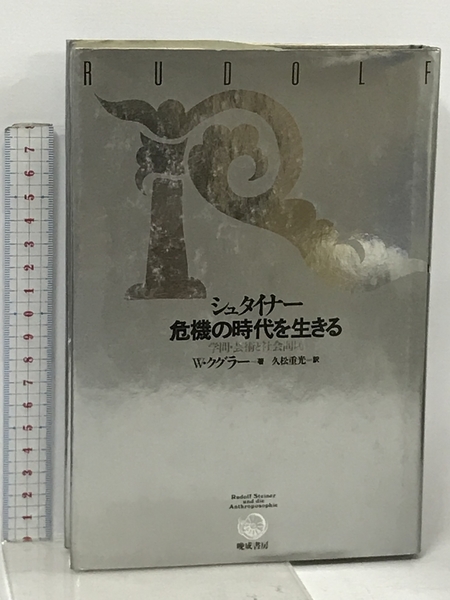 RUDOLF
シュタイナー
危機の時代を生きる
学問・芸術と社会問題
W・クグラー―著 久松重光―訳
Rudolf Steiner
und die
Anthroposophie
晩成書房